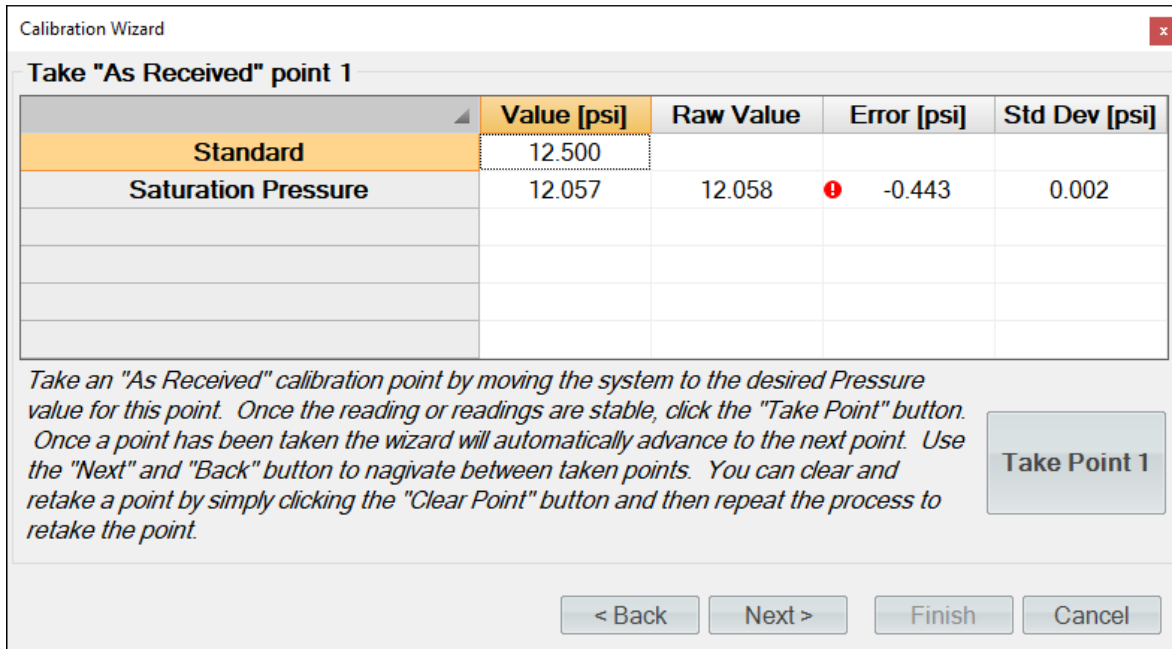 Calibration Wizard
x
Take "As Received" point 1
Value [psi] Raw Value Error [psi] Std Dev [psi]
Standard 12.500
Saturation Pressure 12.057 12.058 ! -0.443 0.002
Take an "As Received" calibration point by moving the system to the desired Pressure
value for this point. Once the reading or readings are stable, click the "Take Point" button.
Once a point has been taken the wizard will automatically advance to the next point. Use
the "Next" and "Back" button to nagivate between taken points. You can clear and
retake a point by simply clicking the "Clear Point" button and then repeat the process to
retake the point.
Take Point 1
< Back Next > Finish Cancel